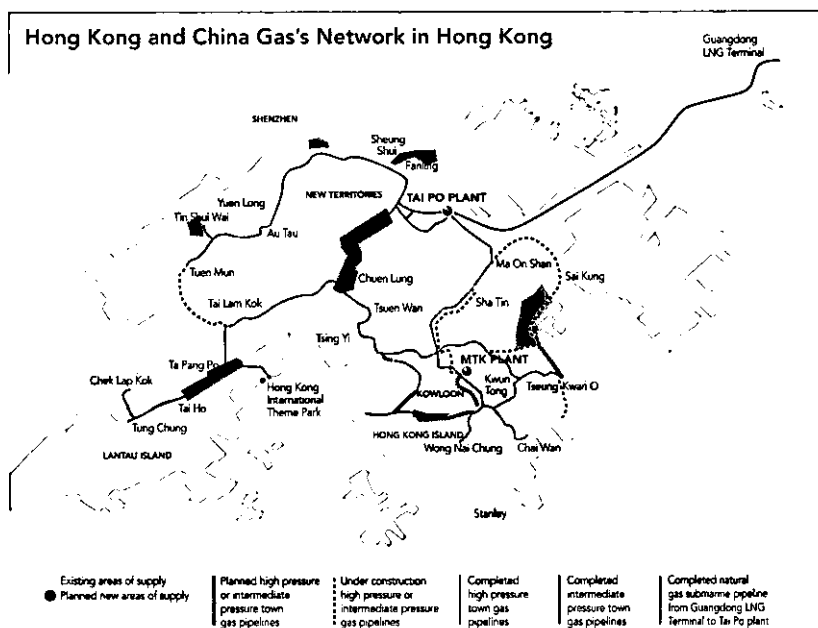 Hong Kong and China Gas's Network in Hong Kong
Guangdong
LNG Terminal
SHENZHEN
Sheung
Shui
Fanling
Yuen Long
NEW TERRITORIES
TAI PO PLANT
Tin Shui Wai
Au Tau
Ma On Shan
Sai Kung
Tuen Mun
Chuen Lung
Sha Tin
Tai Lam Kok
Tsuen Wan
Tsing Yi
MTK PLANT
Ta Pang Po
Chek Lap Kok
Hong Kong
International
Theme Park
KOWLOON
Kwun
Tong
Tseung Kwan O
Tai Ho
Tung Chung
HONG KONG ISLAND
Wong Nai Chung
Chai Wan
LANTAU ISLAND
Stanley
Existing areas of supply
Planned new areas of supply
Planned high pressure
or intermediate
pressure town
gas pipelines
Under construction
high pressure or
intermediate pressure
gas pipelines
Completed
high pressure
town gas
pipelines
Completed
intermediate
pressure town
gas pipelines
Completed natural
gas submarine pipeline
from Guangdong LNG
Terminal to Tai Po plant